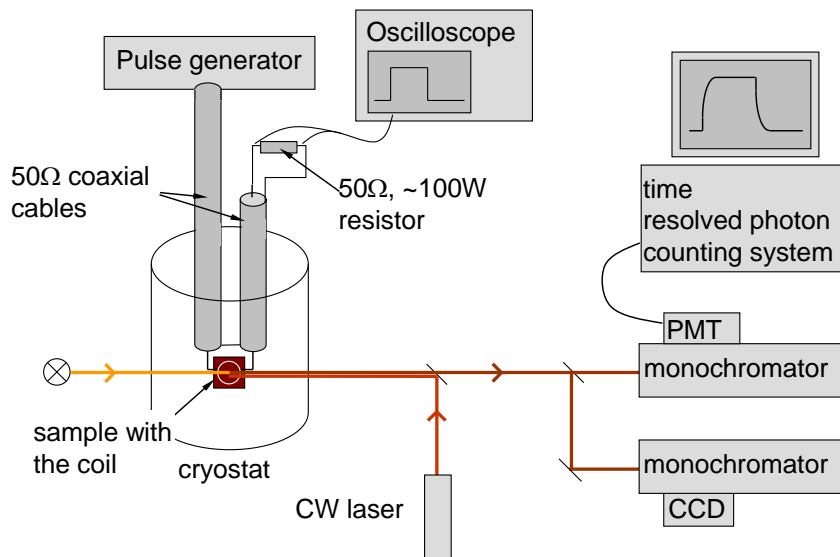 Pulse generator
Oscilloscope
50Ω coaxial
cables
50Ω, ~100W
resistor
time
resolved photon
counting system
PMT
monochromator
sample with
the coil
cryostat
CW laser
monochromator
CCD